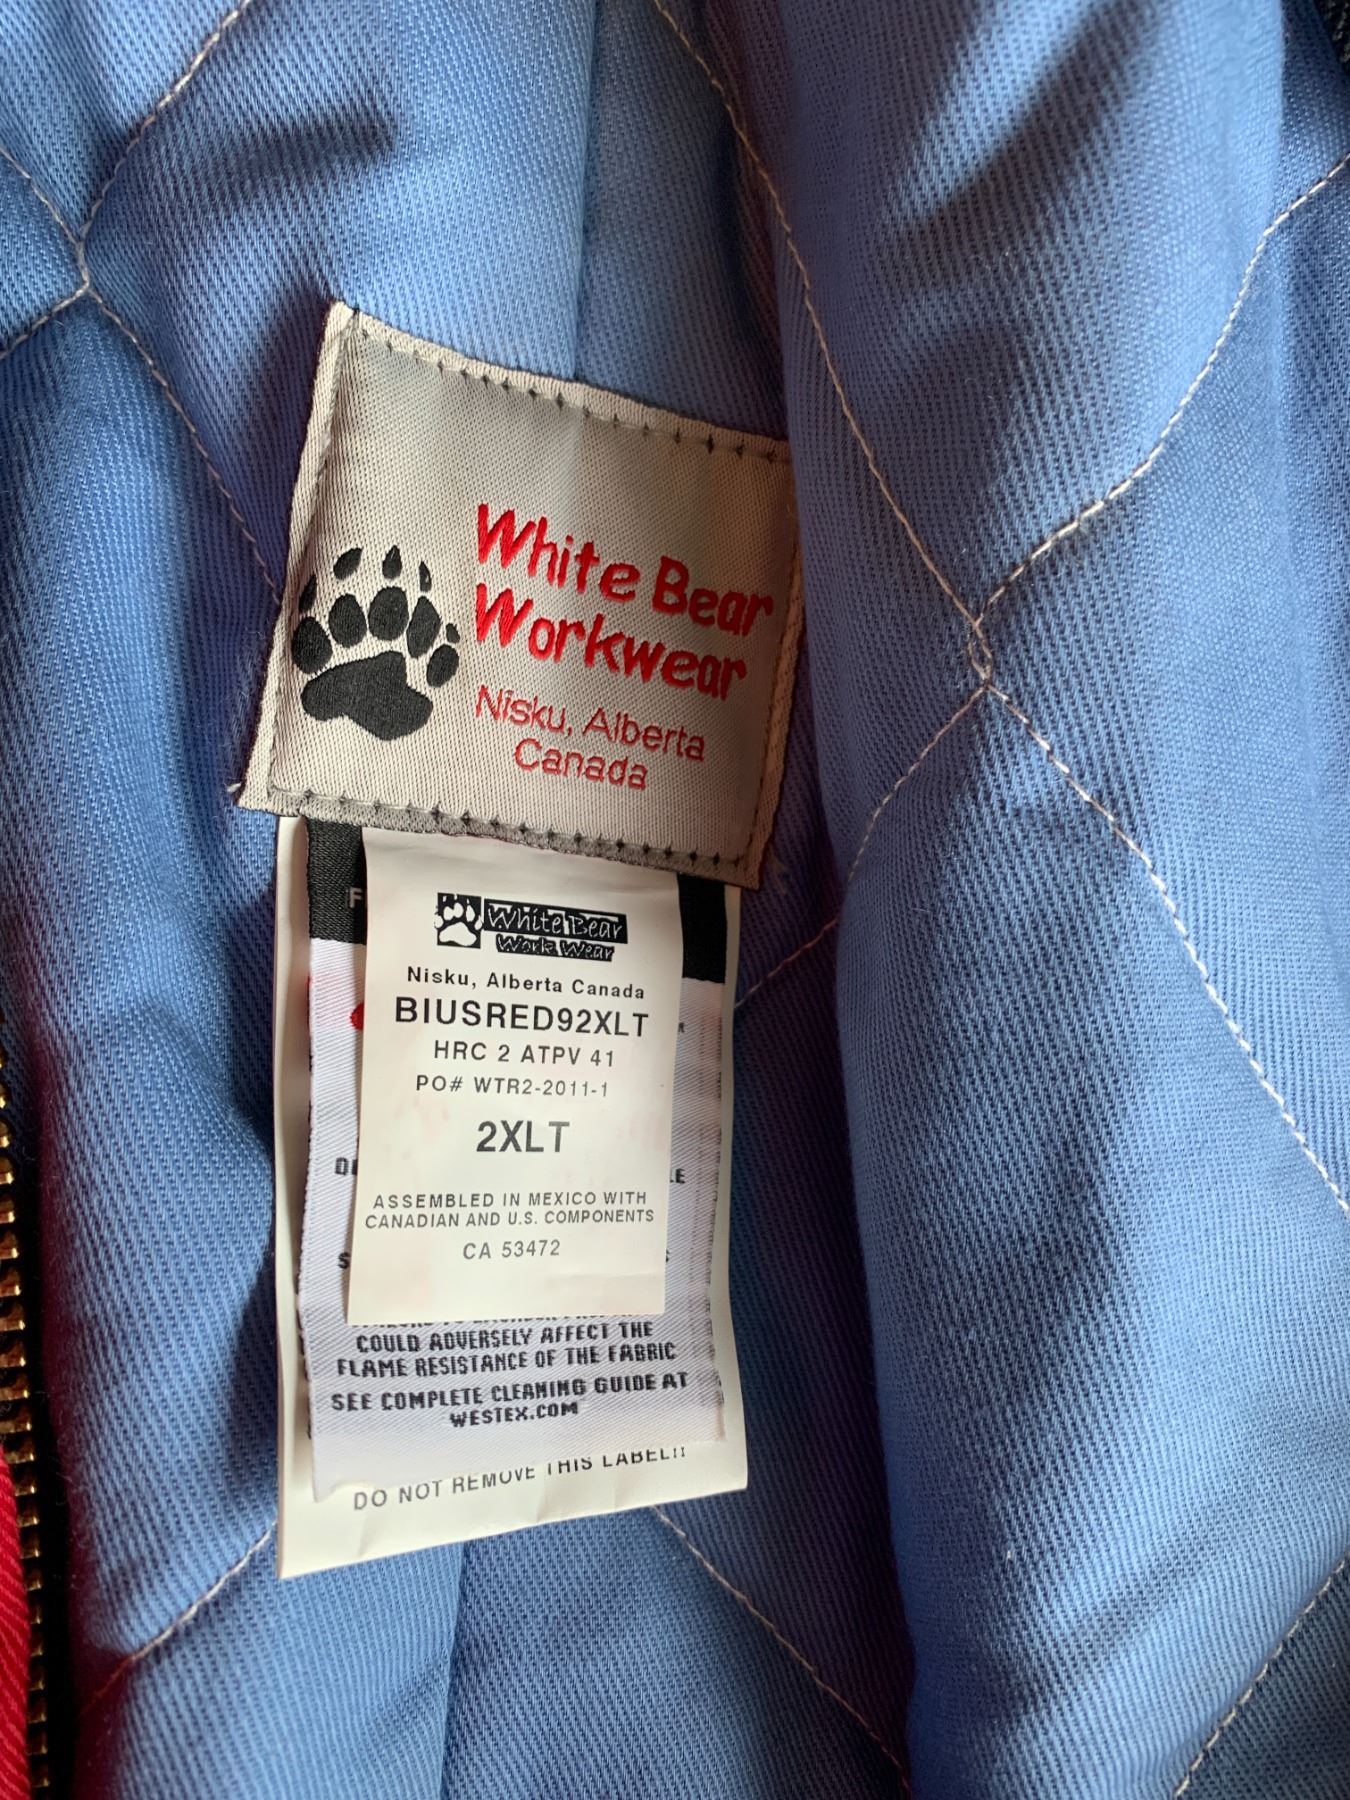 White Bear
Workwear
Nisku, Alberta
Canada
White Bear
Work Wear
Nisku, Alberta Canada
BIUSRED92XLT
HRC 2 ATPV 41
PO# WTR2-2011-1
2XLT
ASSEMBLED IN MEXICO WITH
CANADIAN AND U.S. COMPONENTS
CA 53472
COULD ADVERSELY AFFECT THE
FLAME RESISTANCE OF THE FABRIC
SEE COMPLETE CLEANING GUIDE AT
WESTEX.COM
DO NOT REMOVE THIS LABEL!!